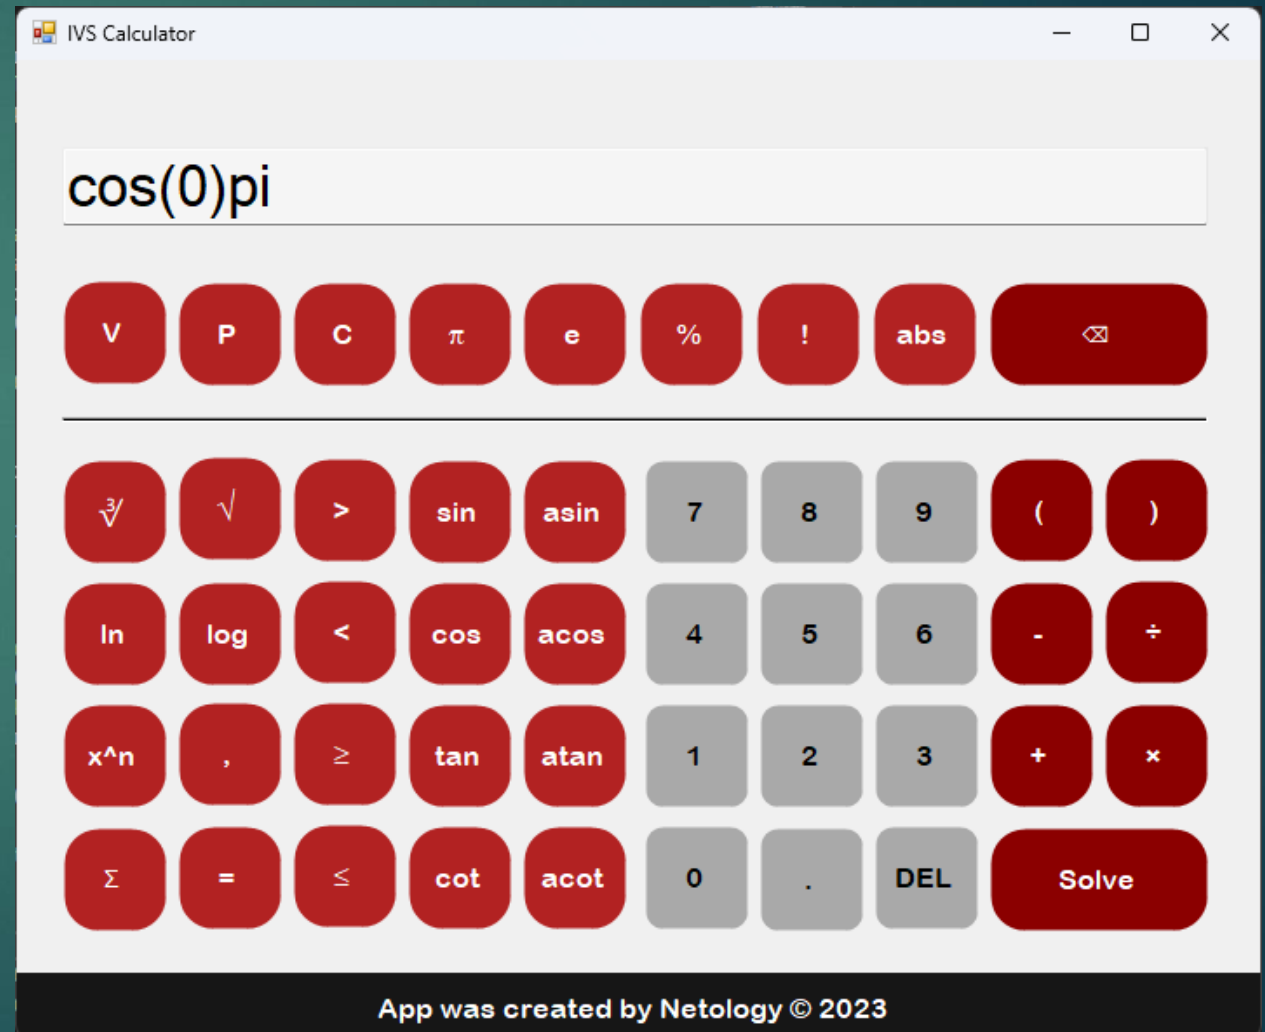 IVS Calculator
cos(0)pi
V P C π e % ! abs ⌫
∛ √ > sin asin 7 8 9 ( )
ln log < cos acos 4 5 6 - ÷
x^n , ≥ tan atan 1 2 3 + ×
Σ = ≤ cot acot 0 . DEL Solve
App was created by Netology © 2023